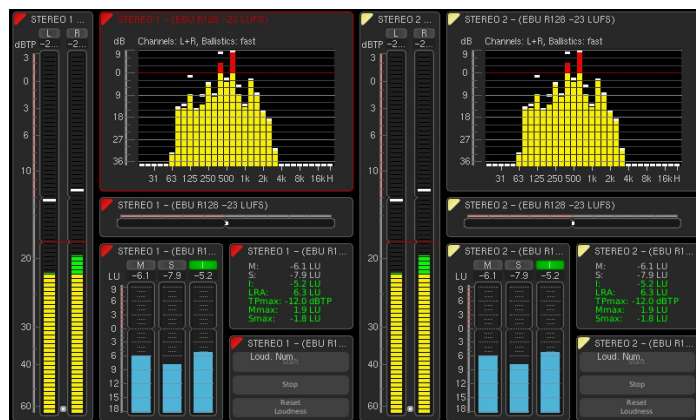 STEREO 1 ...
L R
-2... -2...
dBTP
3
0
3
6
10
20
30
40
60
STEREO 1 - (EBU R128 -23 LUFS)
dB Channels: L+R, Ballistics: fast
9
0
9
18
27
36
31 63 125 250 500 1k 2k 4k 8k 16k H
STEREO 1 - (EBU R128 -23 LUFS)
STEREO 1 - (EBU R1...
M S I
LU -6.1 -7.9 -5.2
9
6
3
0
3
6
9
12
15
18
STEREO 1 - (EBU R1...
M: -6.1 LU
S: -7.9 LU
I: -5.2 LU
LRA: 6.3 LU
TPmax: -12.0 dBTP
Mmax: 1.9 LU
Smax: -1.8 LU
STEREO 1 - (EBU R1...
Loud. Num.
Start
Stop
Reset
Loudness
STEREO 2 ...
L R
-2... -2...
dBTP
3
0
3
6
10
20
30
40
60
STEREO 2 - (EBU R128 -23 LUFS)
dB Channels: L+R, Ballistics: fast
9
0
9
18
27
36
31 63 125 250 500 1k 2k 4k 8k 16k H
STEREO 2 - (EBU R128 -23 LUFS)
STEREO 2 - (EBU R1...
M S I
LU -6.1 -7.9 -5.2
9
6
3
0
3
6
9
12
15
18
STEREO 2 - (EBU R1...
M: -6.1 LU
S: -7.9 LU
I: -5.2 LU
LRA: 6.3 LU
TPmax: -12.0 dBTP
Mmax: 1.9 LU
Smax: -1.8 LU
STEREO 2 - (EBU R1...
Loud. Num.
Start
Stop
Reset
Loudness